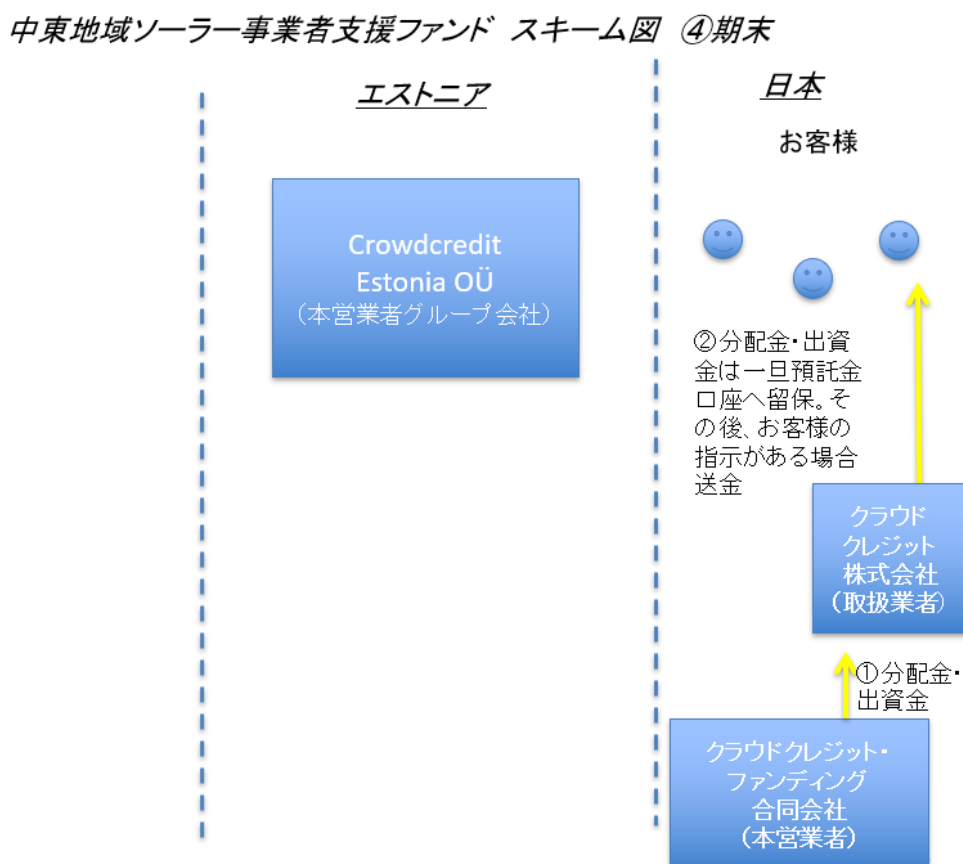 中東地域ソーラー事業者支援ファンド スキーム図 ④期末
エストニア
日本
お客様
Crowdcredit
Estonia OÜ
（本営業者グループ会社）
②分配金・出資
金は一旦預託金
口座へ留保。そ
の後、お客様の
指示がある場合
送金
クラウド
クレジット
株式会社
（取扱業者）
①分配金・
出資金
クラウドクレジット・
ファンディング
合同会社
（本営業者）